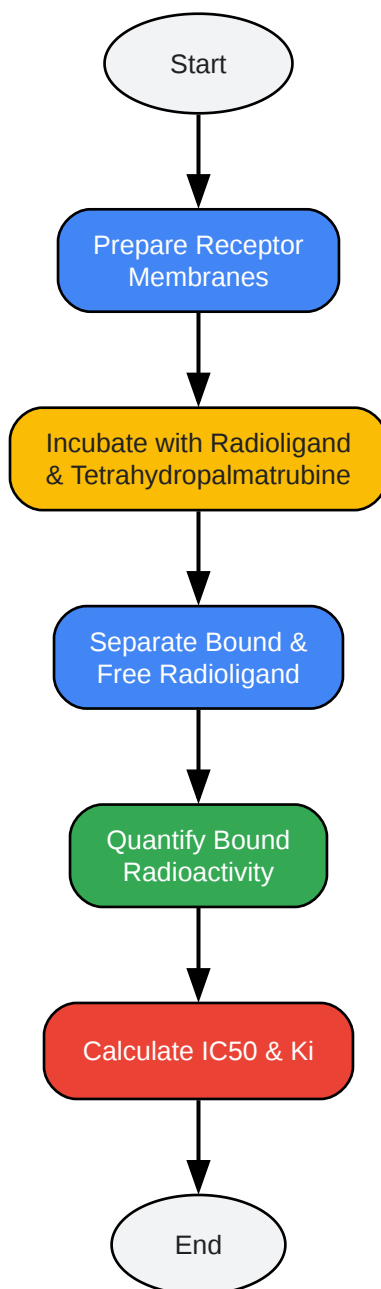 Start
Prepare Receptor
Membranes
Incubate with Radioligand
& Tetrahydropalmatrubine
Separate Bound &
Free Radioligand
Quantify Bound
Radioactivity
Calculate IC50 & Ki
End